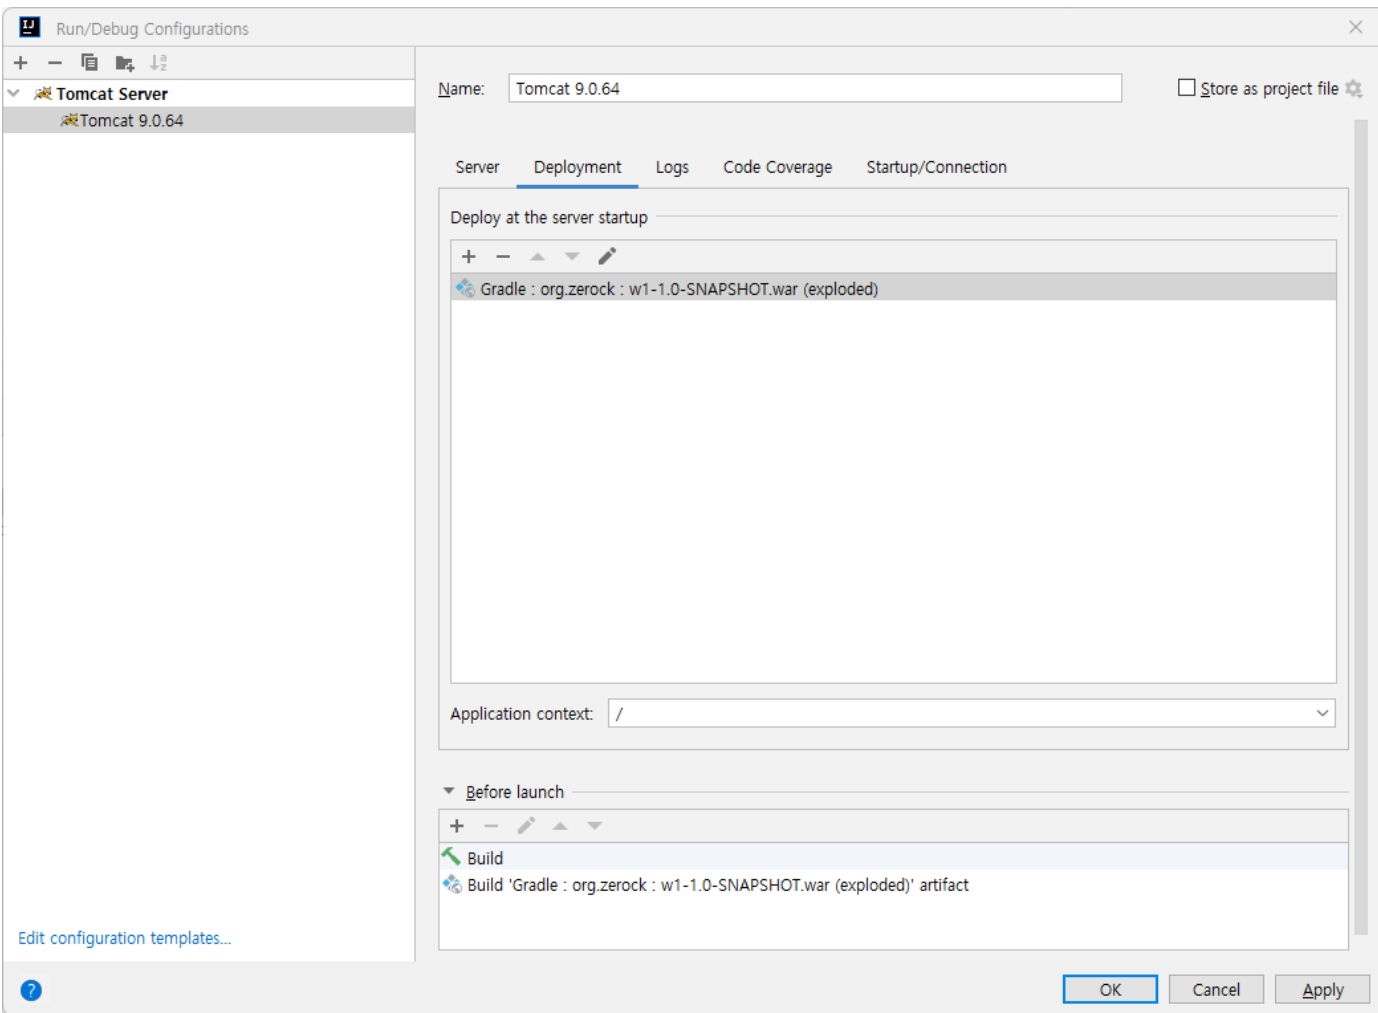 Run/Debug Configurations
Tomcat Server
Tomcat 9.0.64
Edit configuration templates...
Name: Tomcat 9.0.64
Store as project file
Server Deployment Logs Code Coverage Startup/Connection
Deploy at the server startup
Gradle : org.zerock : w1-1.0-SNAPSHOT.war (exploded)
Application context: /
Before launch
Build
Build 'Gradle : org.zerock : w1-1.0-SNAPSHOT.war (exploded)' artifact
? OK Cancel Apply